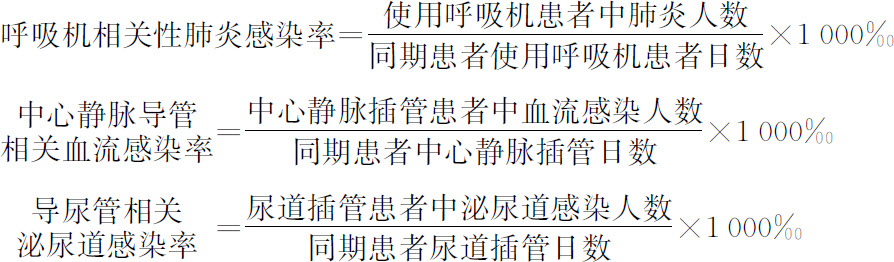 呼吸机相关性肺炎感染率=使用呼吸机患者中肺炎人数/同期患者使用呼吸机患者日数×1 000‰
中心静脉导管相关血流感染率=中心静脉插管患者中血流感染人数/同期患者中心静脉插管日数×1 000‰
导尿管相关泌尿道感染率=尿道插管患者中泌尿道感染人数/同期患者尿道插管日数×1 000‰